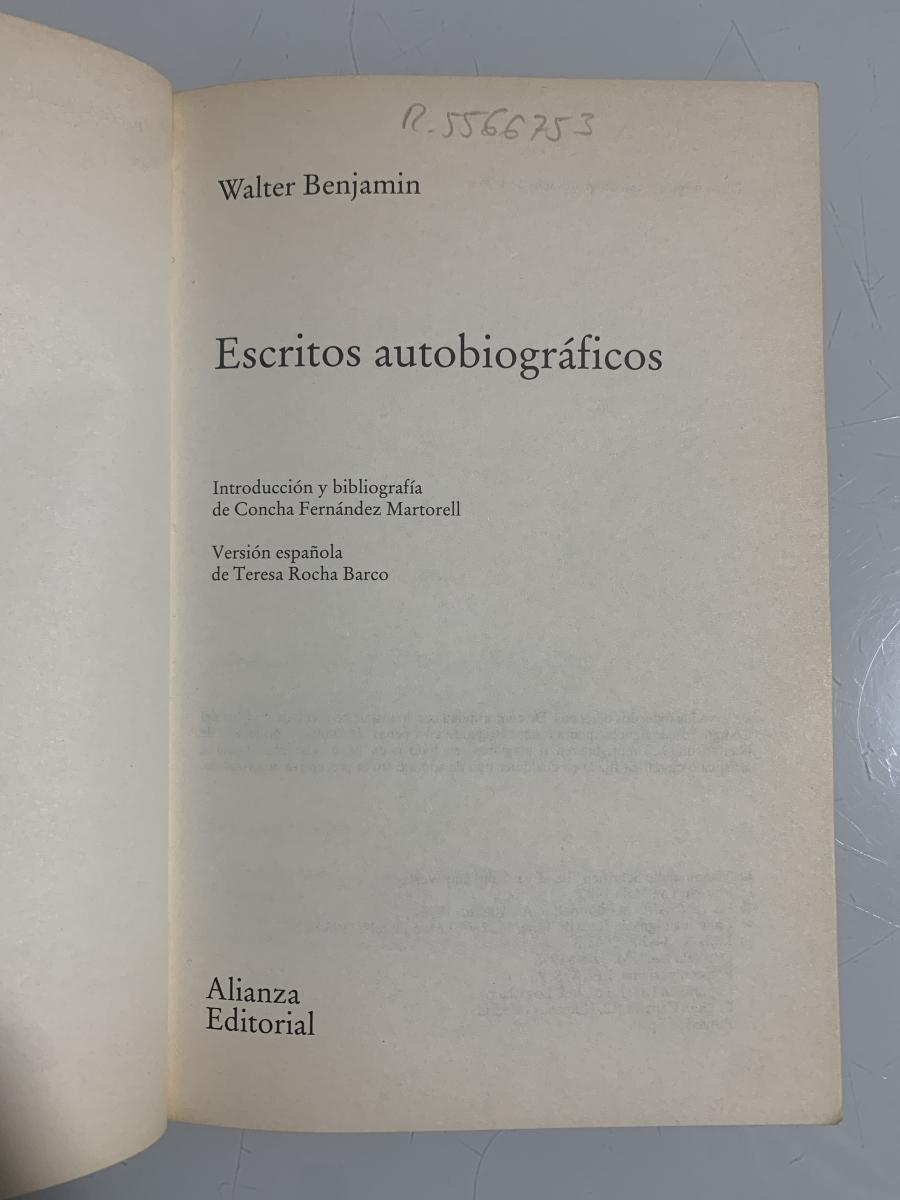 R.5566753
Walter Benjamin
Escritos autobiográficos
Introducción y bibliografía
de Concha Fernández Martorell
Versión española
de Teresa Rocha Barco
Alianza
Editorial